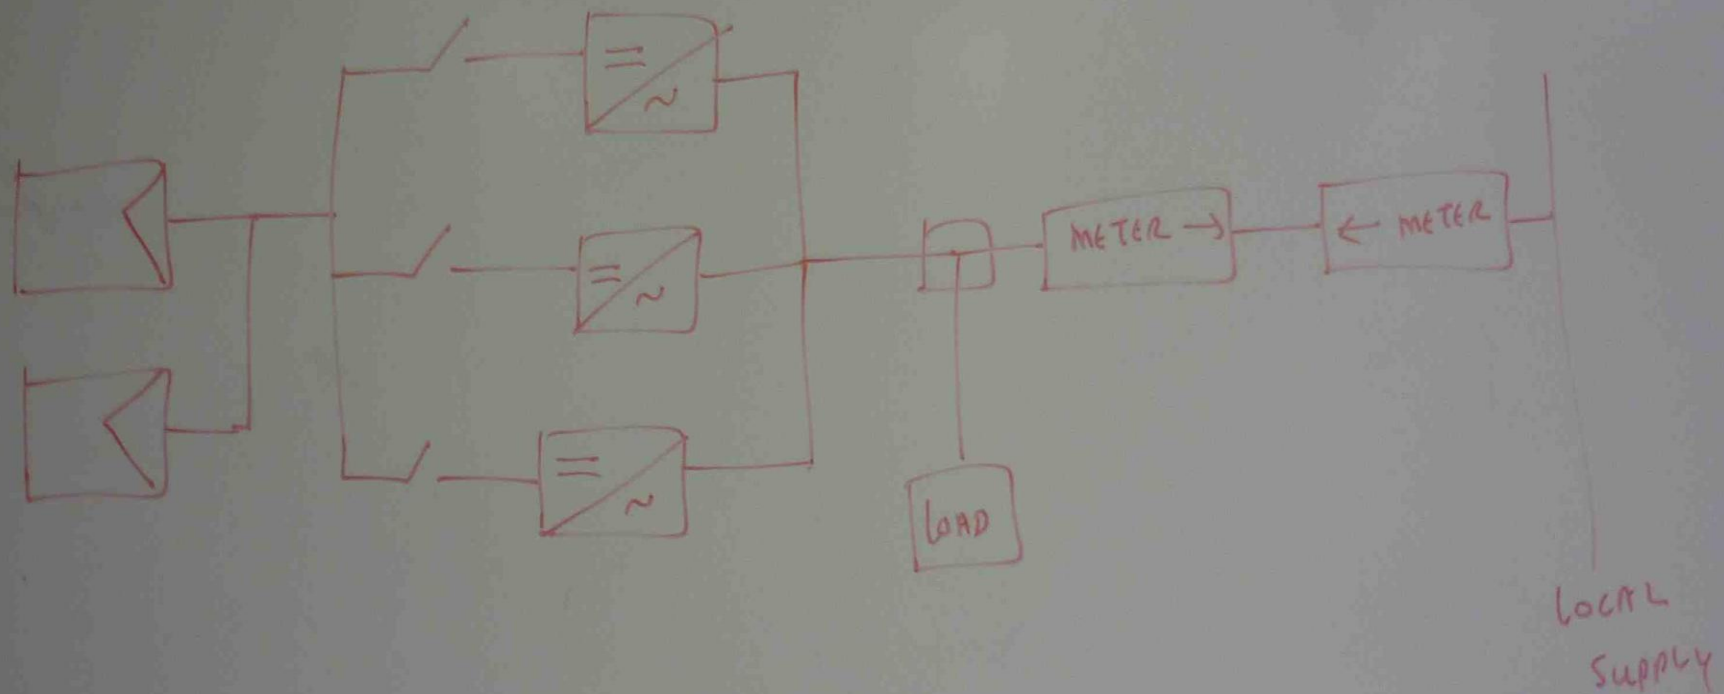 METER →
← METER
LOAD
LOCAL
SUPPLY